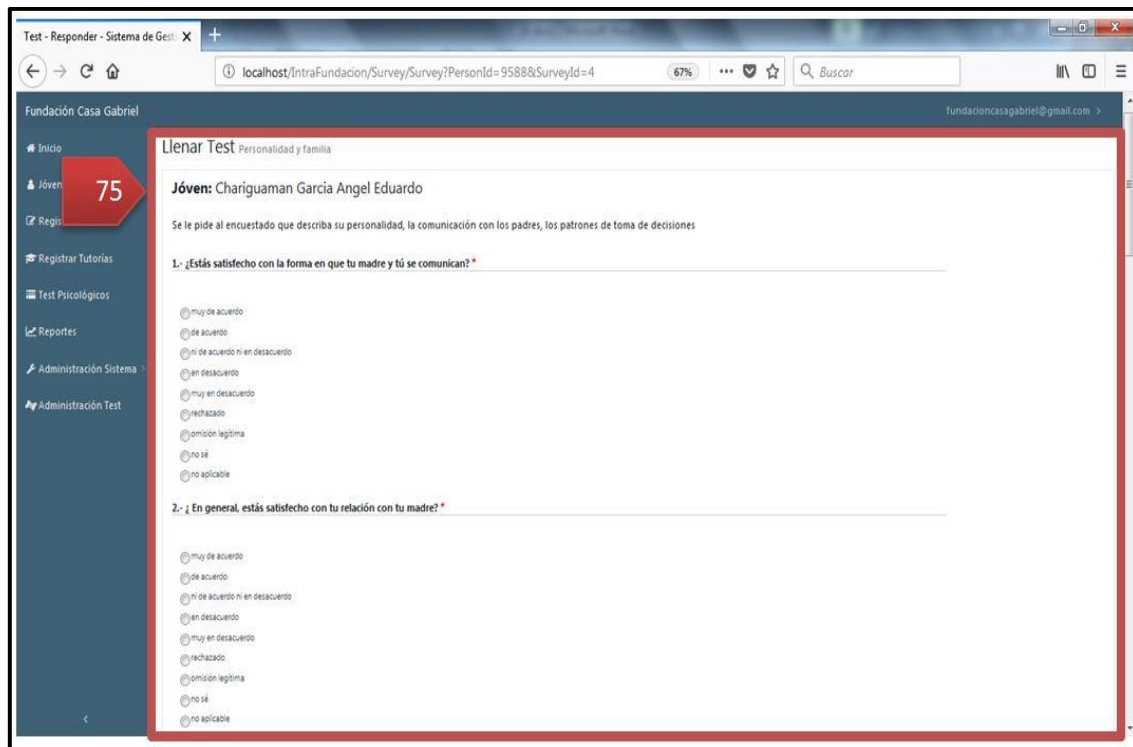 Test - Responder - Sistema de Gest
localhost/IntraFundacion/Survey/Survey?PersonId=9588&SurveyId=4
67%
Buscar
Fundación Casa Gabriel
fundacioncasagabriel@gmail.com
Inicio
Jóven
Regis
Registrar Tutorías
Test Psicológicos
Reportes
Administración Sistema
Administración Test
75
Llenar Test Personalidad y familia
Jóven: Chariguaman Garcia Angel Eduardo
Se le pide al encuestado que describa su personalidad, la comunicación con los padres, los patrones de toma de decisiones
1.- ¿Estás satisfecho con la forma en que tu madre y tú se comunican? *
muy de acuerdo
de acuerdo
ni de acuerdo ni en desacuerdo
en desacuerdo
muy en desacuerdo
rechazado
omisión legítima
no sé
no aplicable
2.- ¿ En general, estás satisfecho con tu relación con tu madre? *
muy de acuerdo
de acuerdo
ni de acuerdo ni en desacuerdo
en desacuerdo
muy en desacuerdo
rechazado
omisión legítima
no sé
no aplicable